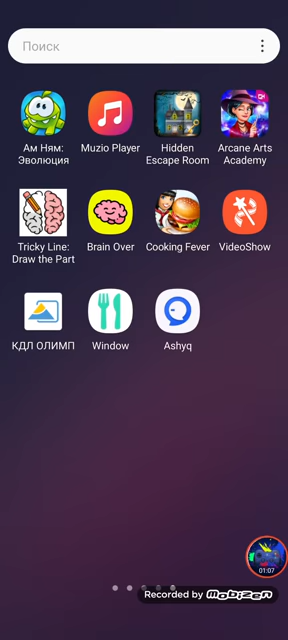 Поиск
Ам Ням:
Эволюция
Muzio Player
Hidden
Escape Room
Arcane Arts
Academy
Tricky Line:
Draw the Part
Brain Over
Cooking Fever
VideoShow
КДЛ ОЛИМП
Window
Ashyq
01:07
Recorded by Mobizen